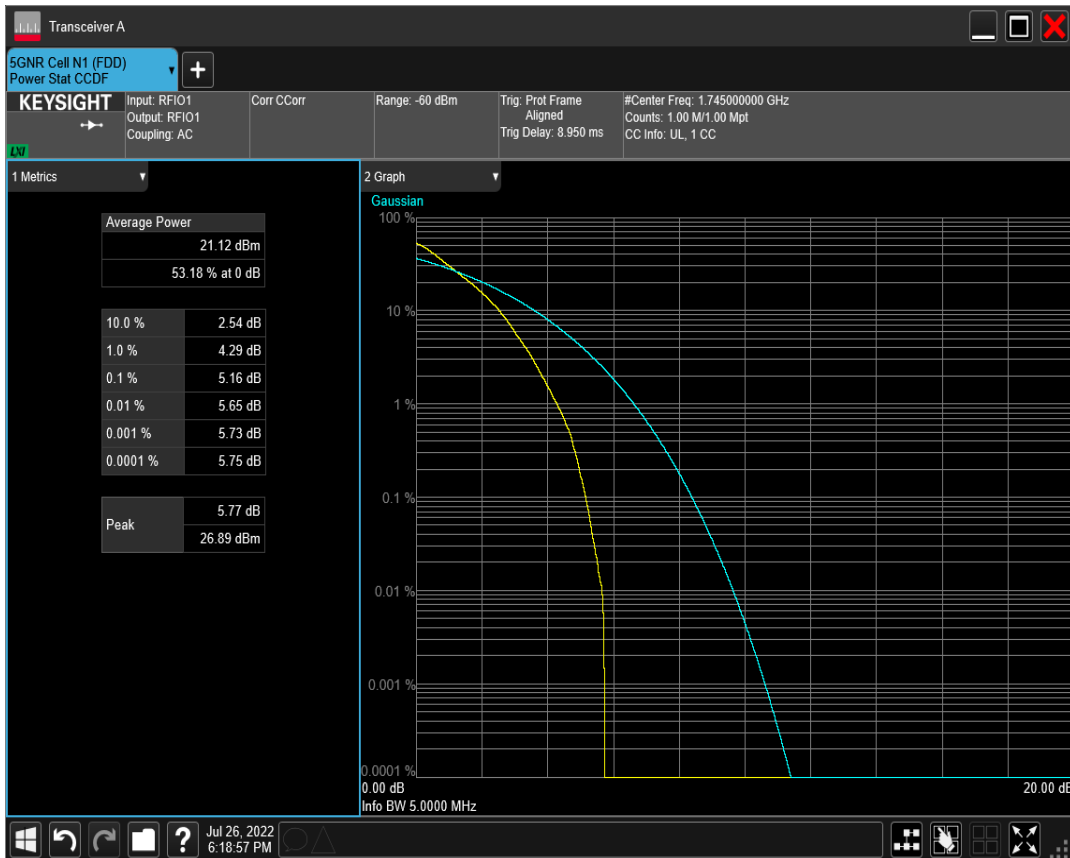 Transceiver A
5GNR Cell N1 (FDD)
Power Stat CCDF
+
KEYSIGHT
LXI
Input: RFIO1
Output: RFIO1
Coupling: AC
Corr CCorr
Range: -60 dBm
Trig: Prot Frame
Aligned
Trig Delay: 8.950 ms
#Center Freq: 1.745000000 GHz
Counts: 1.00 M/1.00 Mpt
CC Info: UL, 1 CC
1 Metrics
Average Power
21.12 dBm
53.18 % at 0 dB
10.0 % 2.54 dB
1.0 % 4.29 dB
0.1 % 5.16 dB
0.01 % 5.65 dB
0.001 % 5.73 dB
0.0001 % 5.75 dB
Peak 5.77 dB
26.89 dBm
2 Graph
Gaussian
100 %
10 %
1 %
0.1 %
0.01 %
0.001 %
0.0001 %
0.00 dB 20.00 dB
Info BW 5.0000 MHz
?
Jul 26, 2022
6:18:57 PM